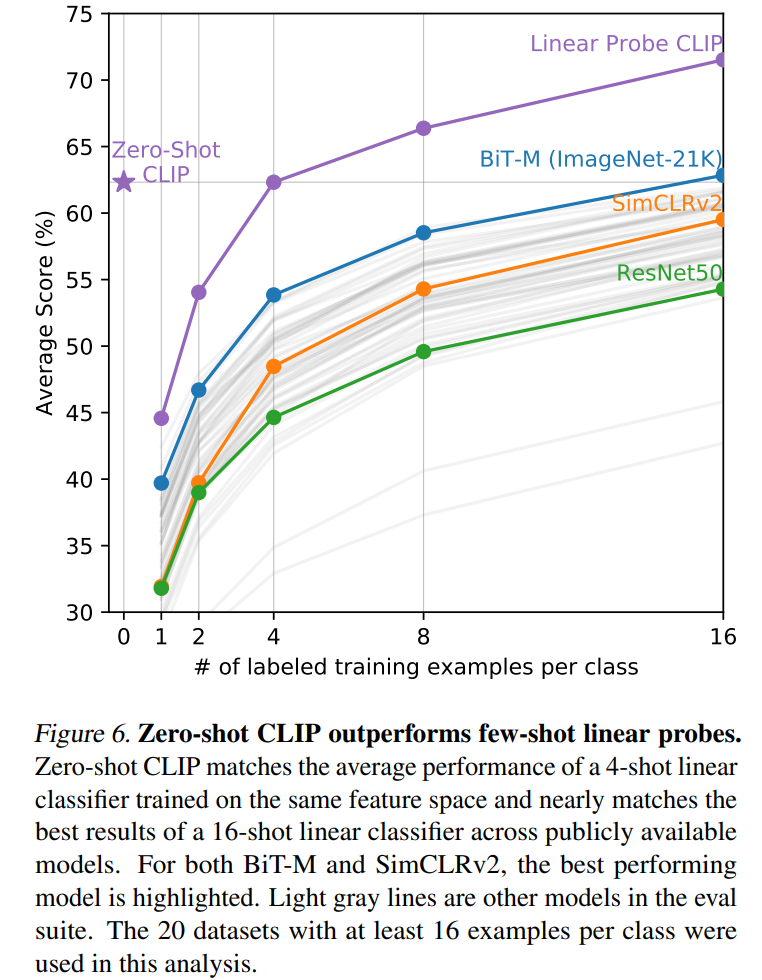 75
Linear Probe CLIP
70
65
Zero-Shot
CLIP
BiT-M (ImageNet-21K)
SimCLRv2
60
ResNet50
55
50
45
40
35
30
Average Score (%)
0 1 2 4 8 16
# of labeled training examples per class
Figure 6. Zero-shot CLIP outperforms few-shot linear probes.
Zero-shot CLIP matches the average performance of a 4-shot linear
classifier trained on the same feature space and nearly matches the
best results of a 16-shot linear classifier across publicly available
models. For both BiT-M and SimCLRv2, the best performing
model is highlighted. Light gray lines are other models in the eval
suite. The 20 datasets with at least 16 examples per class were
used in this analysis.